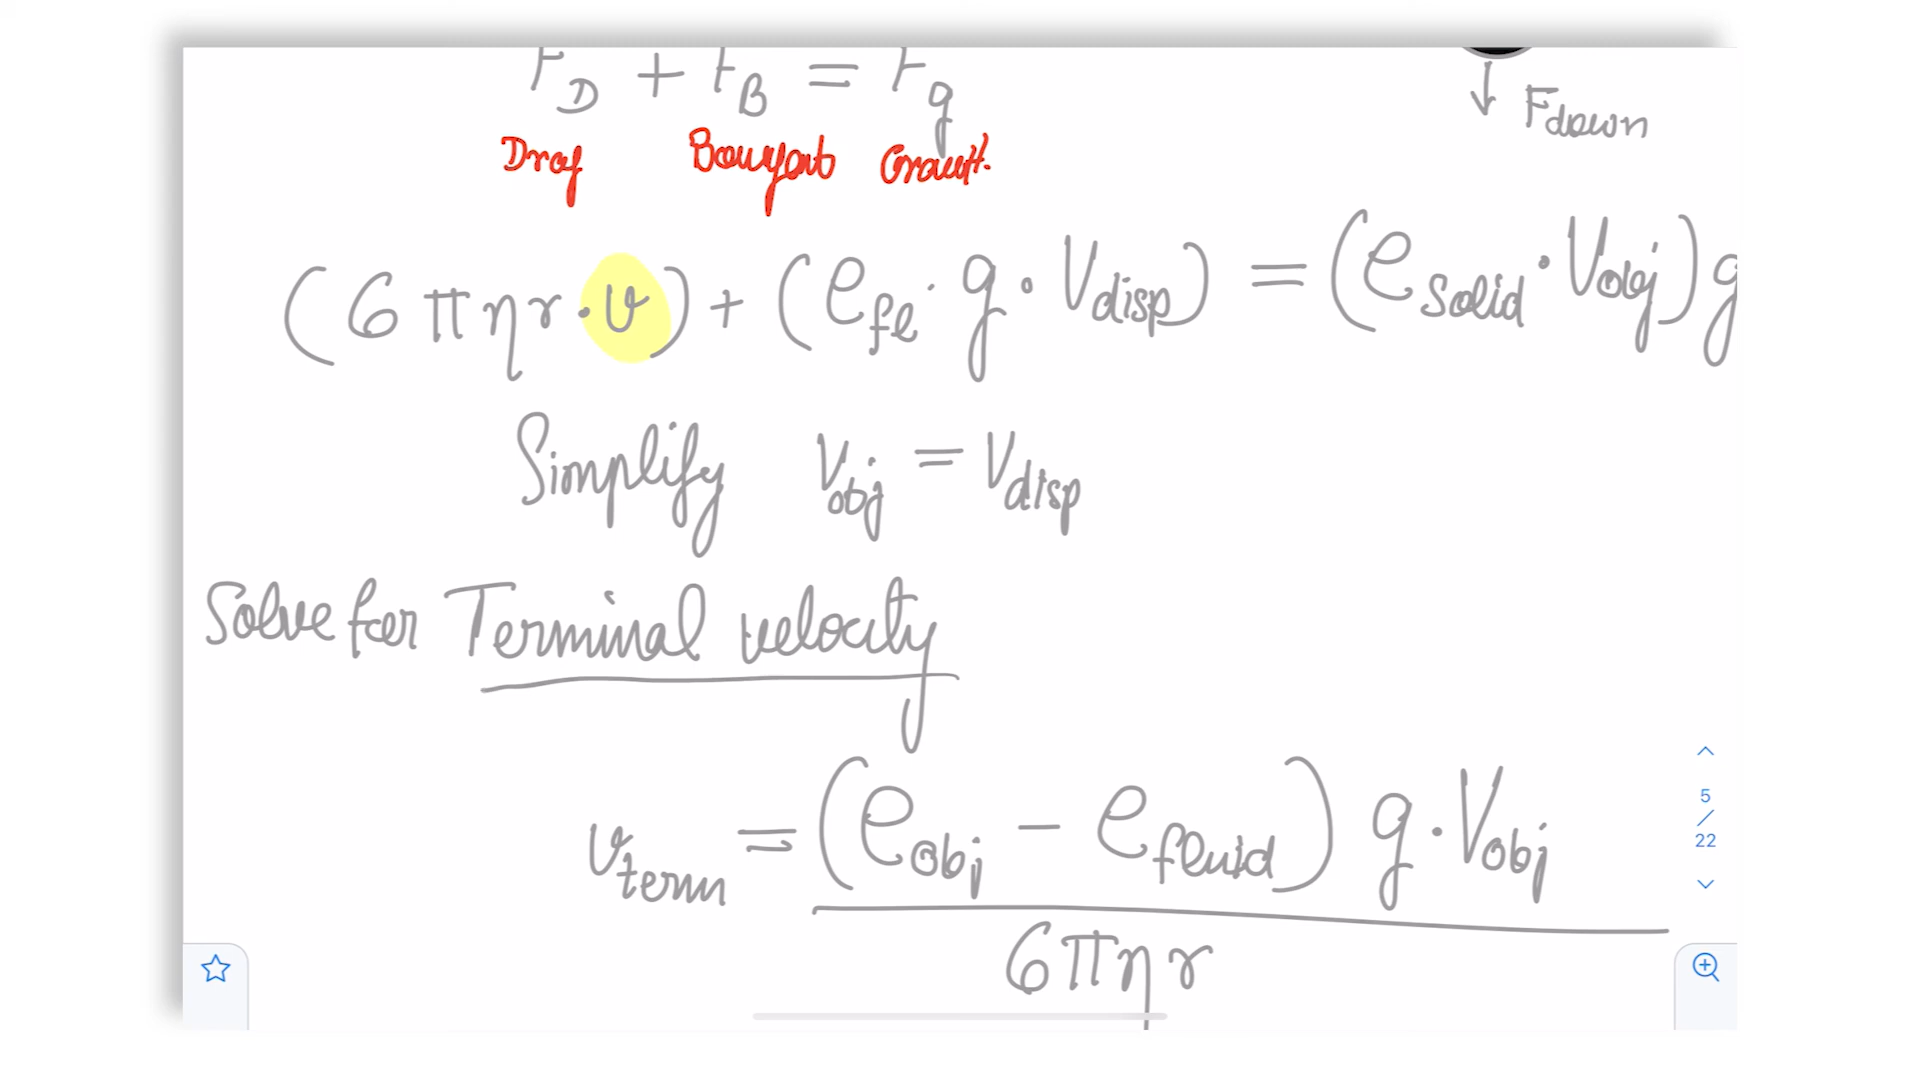 F_D + F_B = F_g
F_down
Drag Bouyant Gravit.
(6πηr·v) + (ρ_fl · g · V_disp) = (ρ_solid · V_obj) g
Simplify V_obj = V_disp
Solve for Terminal velocity
v_term = (ρ_obj − ρ_fluid) g · V_obj
6πηr
5
/
22